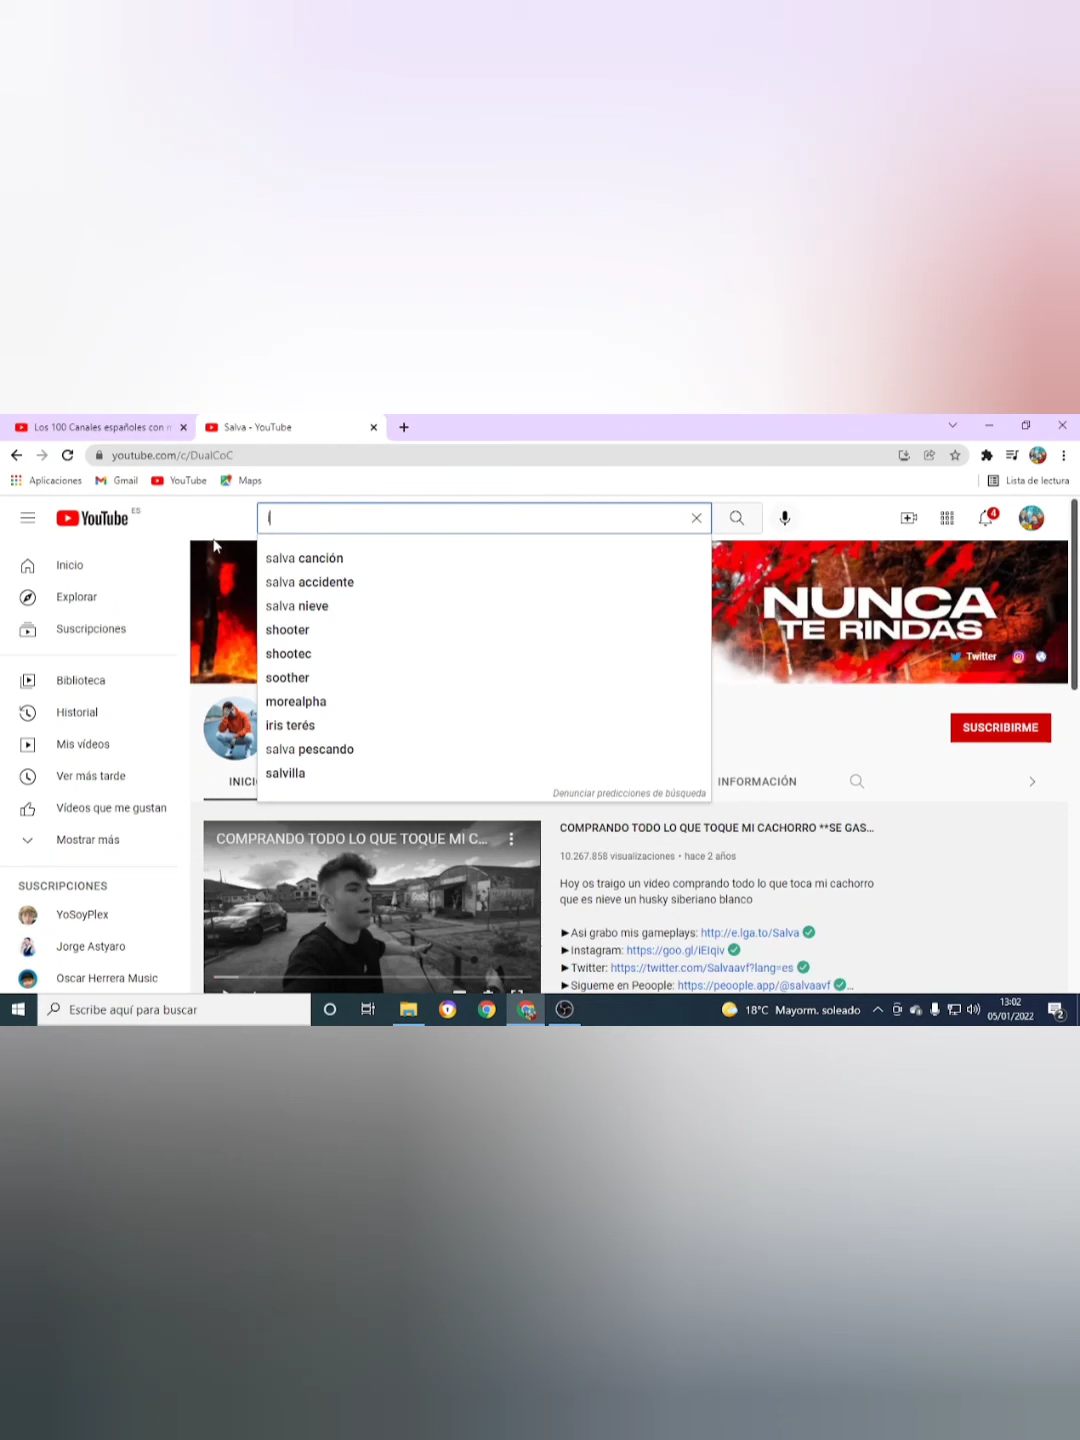 Los 100 Canales españoles con n
Salva - YouTube
youtube.com/c/DualCoC
Aplicaciones
Gmail
YouTube
Maps
Lista de lectura
YouTube ES
4
Inicio
Explorar
Suscripciones
Biblioteca
Historial
Mis vídeos
Ver más tarde
Vídeos que me gustan
Mostrar más
SUSCRIPCIONES
YoSoyPlex
Jorge Astyaro
Oscar Herrera Music
salva canción
salva accidente
salva nieve
shooter
shootec
soother
morealpha
iris terés
salva pescando
salvilla
Denunciar predicciones de búsqueda
NUNCA
TE RINDAS
Twitter
SUSCRIBIRME
INICI
INFORMACIÓN
COMPRANDO TODO LO QUE TOQUE MI C...
COMPRANDO TODO LO QUE TOQUE MI CACHORRO **SE GAS...
10.267.858 visualizaciones • hace 2 años
Hoy os traigo un video comprando todo lo que toca mi cachorro
que es nieve un husky siberiano blanco
►Asi grabo mis gameplays: http://e.lga.to/Salva
►Instagram: https://goo.gl/iEIqiv
►Twitter: https://twitter.com/Salvaavf?lang=es
►Sigueme en Peoople: https://peoople.app/@salvaavf ...
Escribe aquí para buscar
18°C Mayorm. soleado
13:02
05/01/2022
2